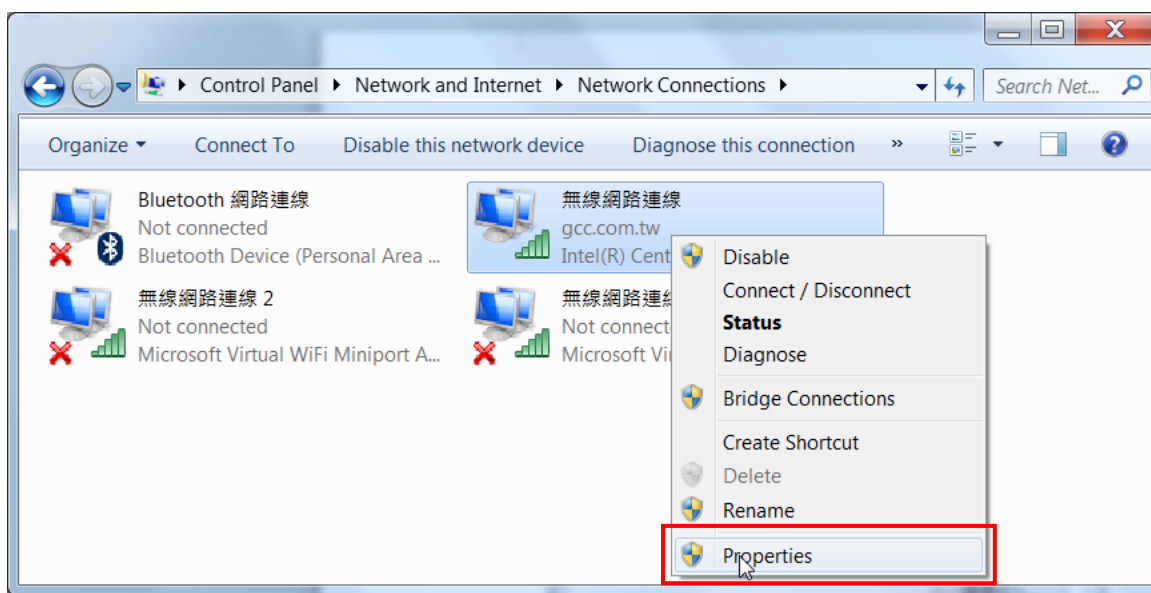 Control Panel ▸ Network and Internet ▸ Network Connections ▸
Search Net...
Organize
Connect To
Disable this network device
Diagnose this connection
»
Bluetooth 網路連線
Not connected
Bluetooth Device (Personal Area ...
無線網路連線
gcc.com.tw
Intel(R) Cent
無線網路連線 2
Not connected
Microsoft Virtual WiFi Miniport A...
無線網路連
Not connect
Microsoft Vi
Disable
Connect / Disconnect
Status
Diagnose
Bridge Connections
Create Shortcut
Delete
Rename
Properties